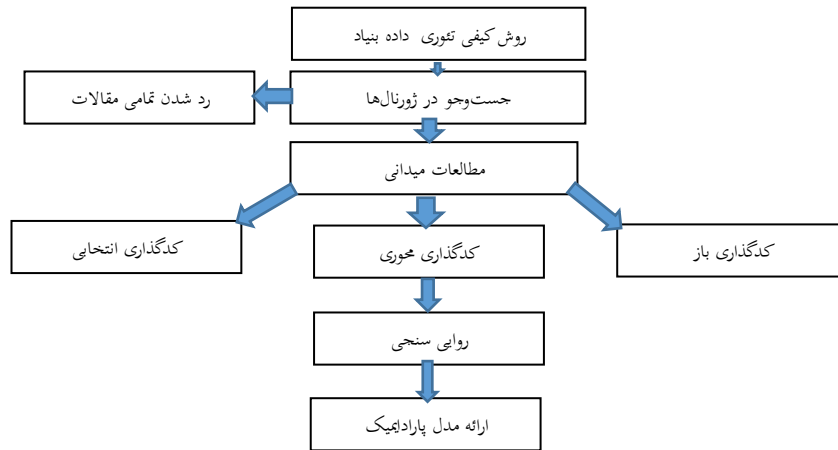 روش کیفی تئوری داده بنیاد
جست‌وجو در ژورنال‌ها
رد شدن تمامی مقالات
مطالعات میدانی
کدگذاری باز
کدگذاری محوری
کدگذاری انتخابی
روایی سنجی
ارائه مدل پارادایمیک